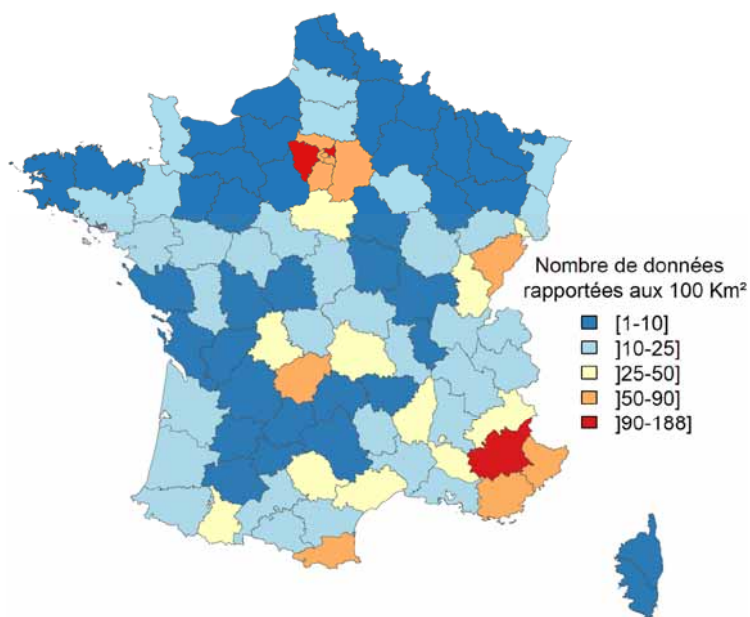 Nombre de données
rapportées aux 100 Km²
[1-10]
]10-25]
]25-50]
]50-90]
]90-188]